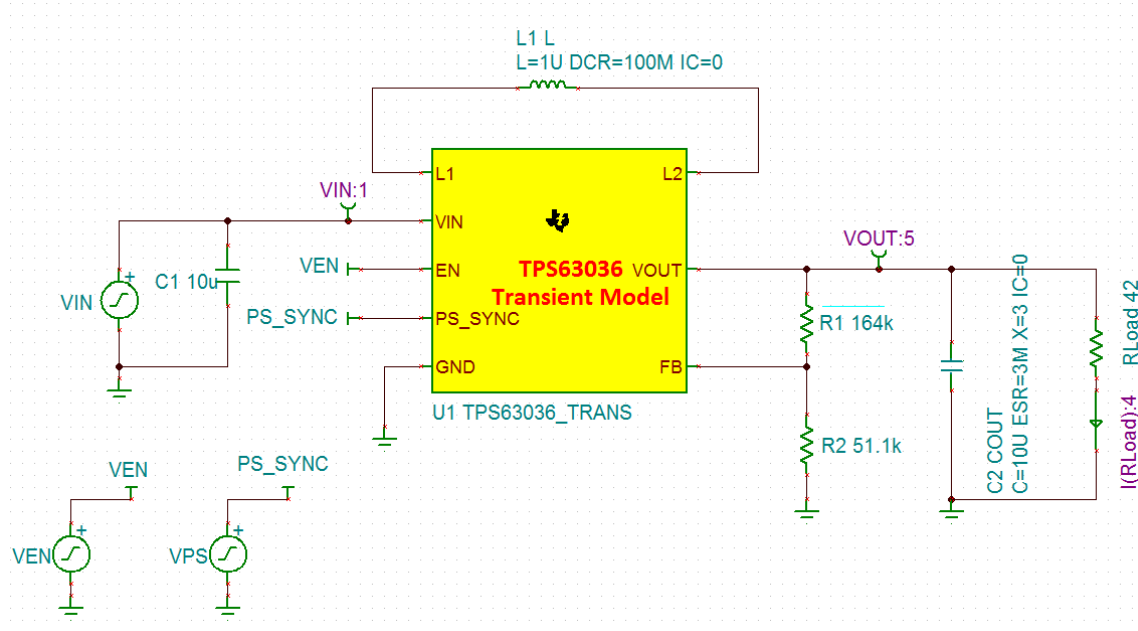 L1 L
L=1U DCR=100M IC=0
L1
L2
VIN:1
VIN
VOUT:5
VEN
EN
TPS63036
VOUT
Transient Model
C1 10u
VIN
PS_SYNC
PS_SYNC
R1 164k
GND
FB
U1 TPS63036_TRANS
R2 51.1k
C2 COUT
C=10U ESR=3M X=3 IC=0
RLoad 42
I(RLoad):4
VEN
PS_SYNC
VEN
+
VPS
+
+